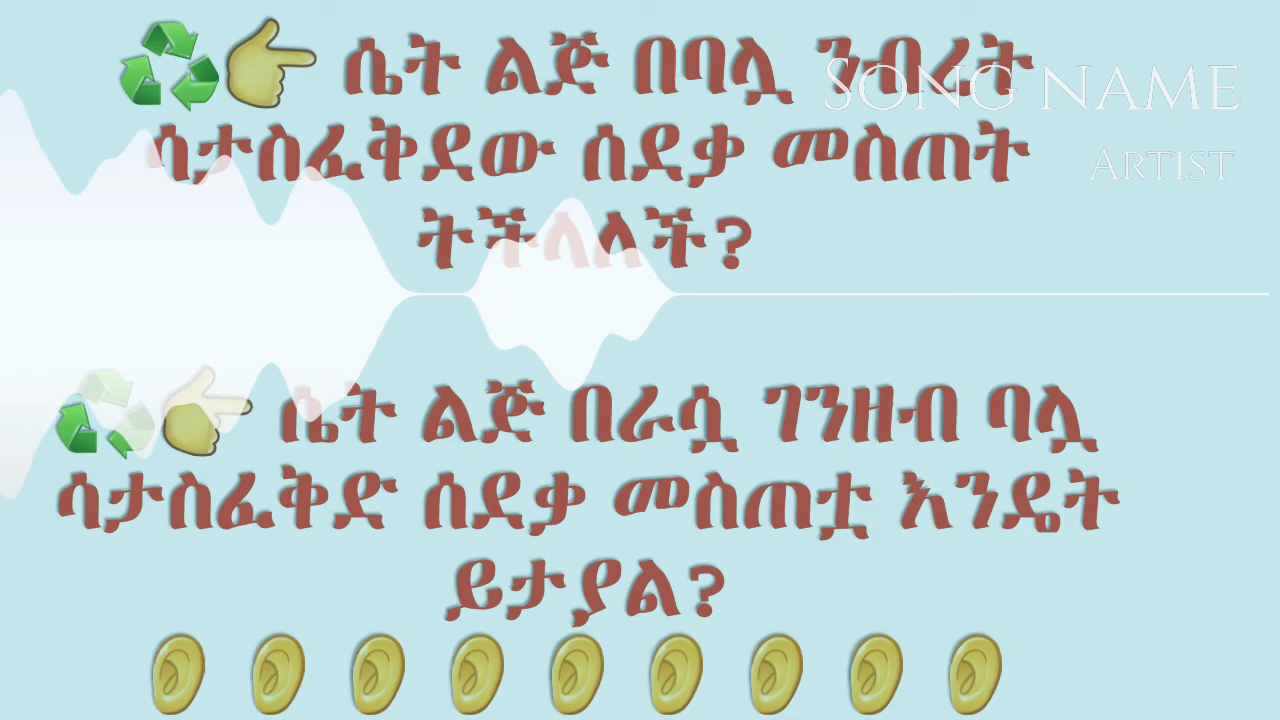 ሴት ልጅ በባሏ ንብረት
SONG NAME
ሳታስፈቅደው ሰደቃ መስጠት
ARTIST
ትችላለች?
ሴት ልጅ በራሷ ገንዘብ ባሏ
ሳታስፈቅድ ሰደቃ መስጠቷ እንዴት
ይታያል?